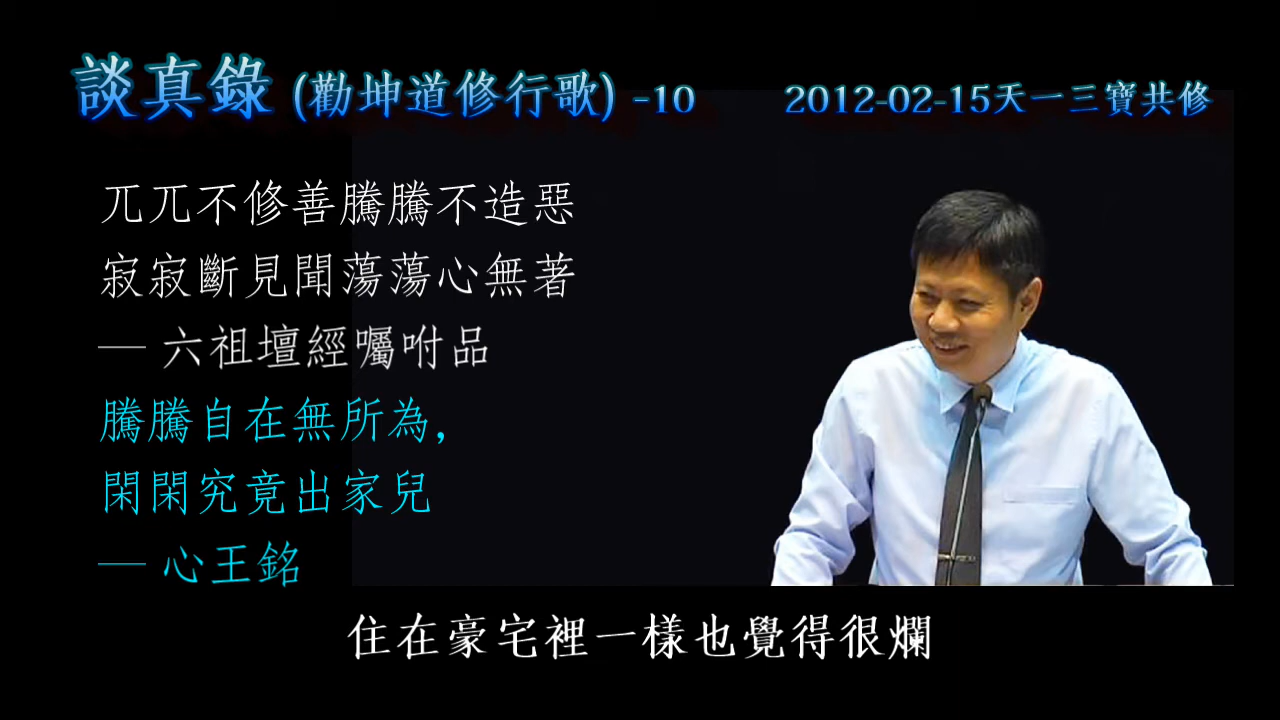 談真錄 (勸坤道修行歌) -10 2012-02-15天一三寶共修
兀兀不修善騰騰不造惡
寂寂斷見聞蕩蕩心無著
— 六祖壇經囑咐品
騰騰自在無所為,
閑閑究竟出家兒
— 心王銘
住在豪宅裡一樣也覺得很爛